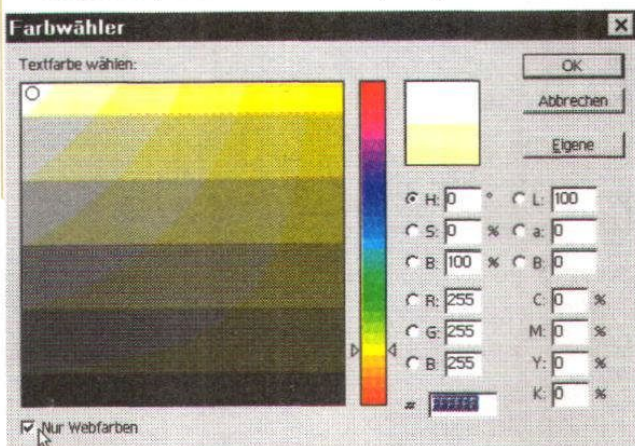 Farbwähler
Textfarbe wählen:
OK
Abbrechen
Eigene
H: 0 ° L: 100
S: 0 % a: 0
B: 100 % B: 0
R: 255 C: 0 %
G: 255 M: 0 %
B 255 Y: 0 %
K: 0 %
# FFFFFF
Nur Webfarben